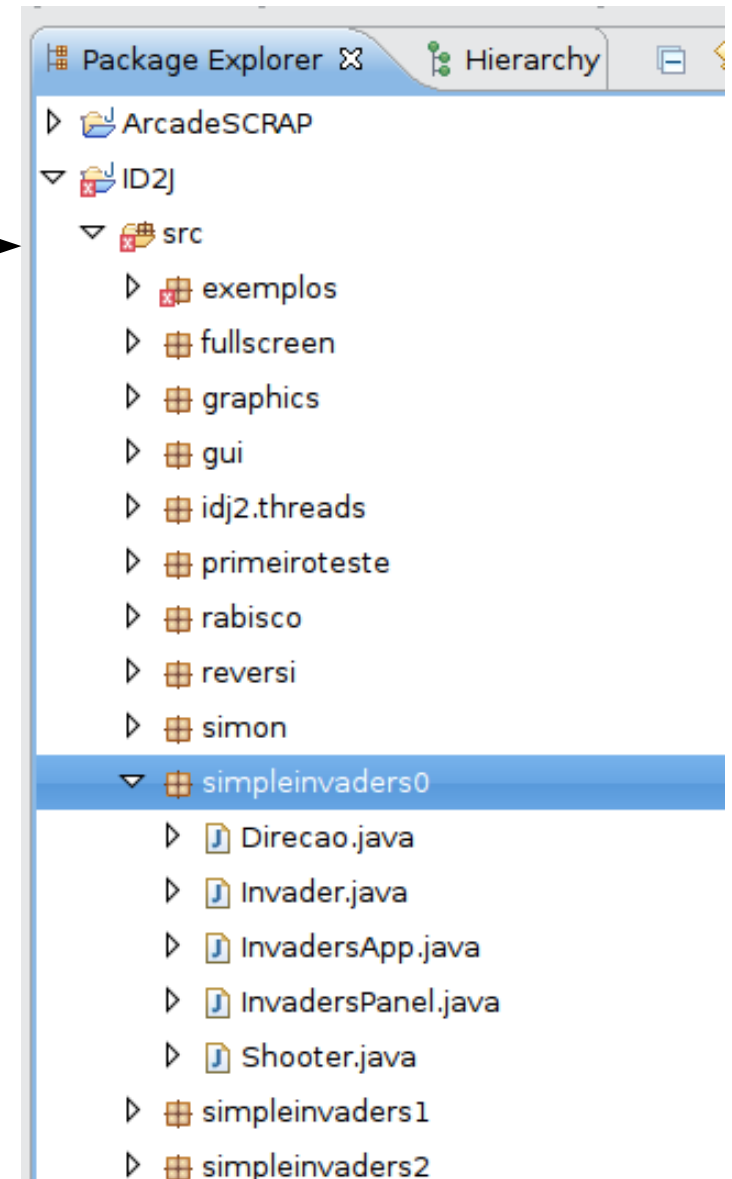 Package Explorer Hierarchy
ArcadeSCRAP
ID2J
src
exemplos
fullscreen
graphics
gui
idj2.threads
primeiroteste
rabisco
reversi
simon
simpleinvaders0
Direcao.java
Invader.java
InvadersApp.java
InvadersPanel.java
Shooter.java
simpleinvaders1
simpleinvaders2